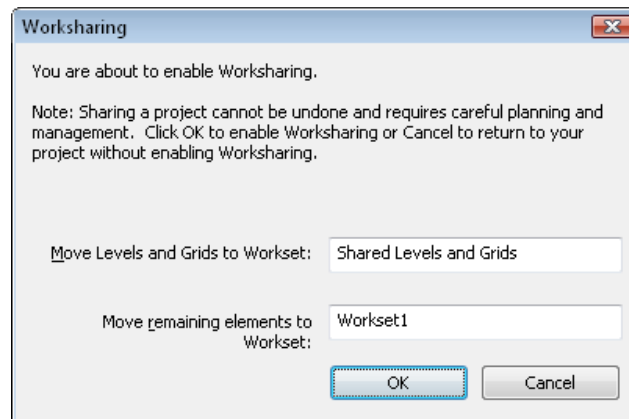 Worksharing
You are about to enable Worksharing.
Note: Sharing a project cannot be undone and requires careful planning and
management.  Click OK to enable Worksharing or Cancel to return to your
project without enabling Worksharing.
Move Levels and Grids to Workset: Shared Levels and Grids
Move remaining elements to Workset1
Workset:
OK Cancel